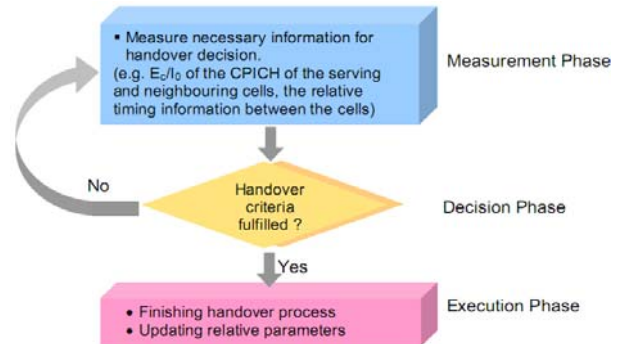 ▪ Measure necessary information for
handover decision.
(e.g. Ec/I0 of the CPICH of the serving
and neighbouring cells, the relative
timing information between the cells)
Measurement Phase
No
Handover
criteria
fulfilled ?
Decision Phase
Yes
• Finishing handover process
• Updating relative parameters
Execution Phase